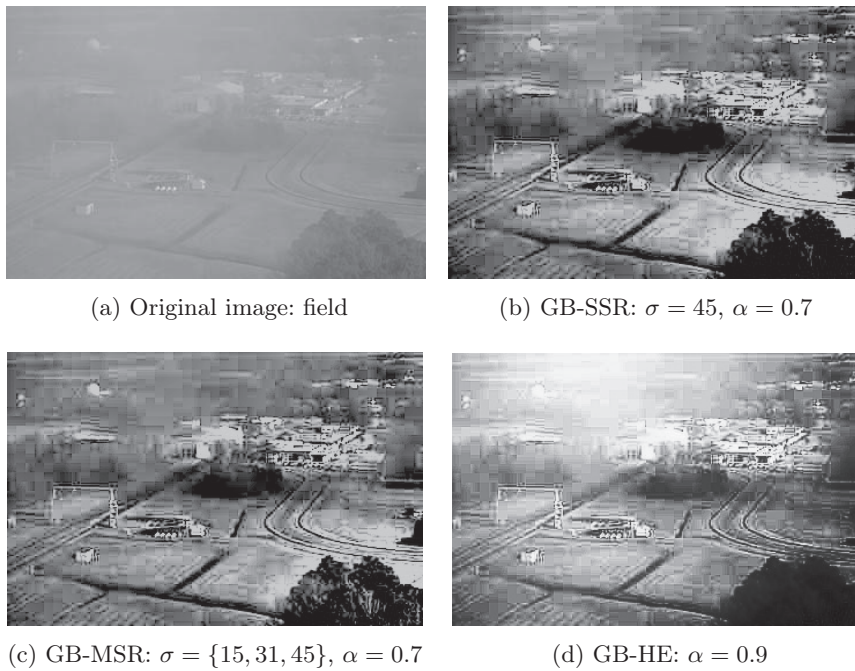 (a) Original image: field
(b) GB-SSR: σ = 45, α = 0.7
(c) GB-MSR: σ = {15, 31, 45}, α = 0.7
(d) GB-HE: α = 0.9